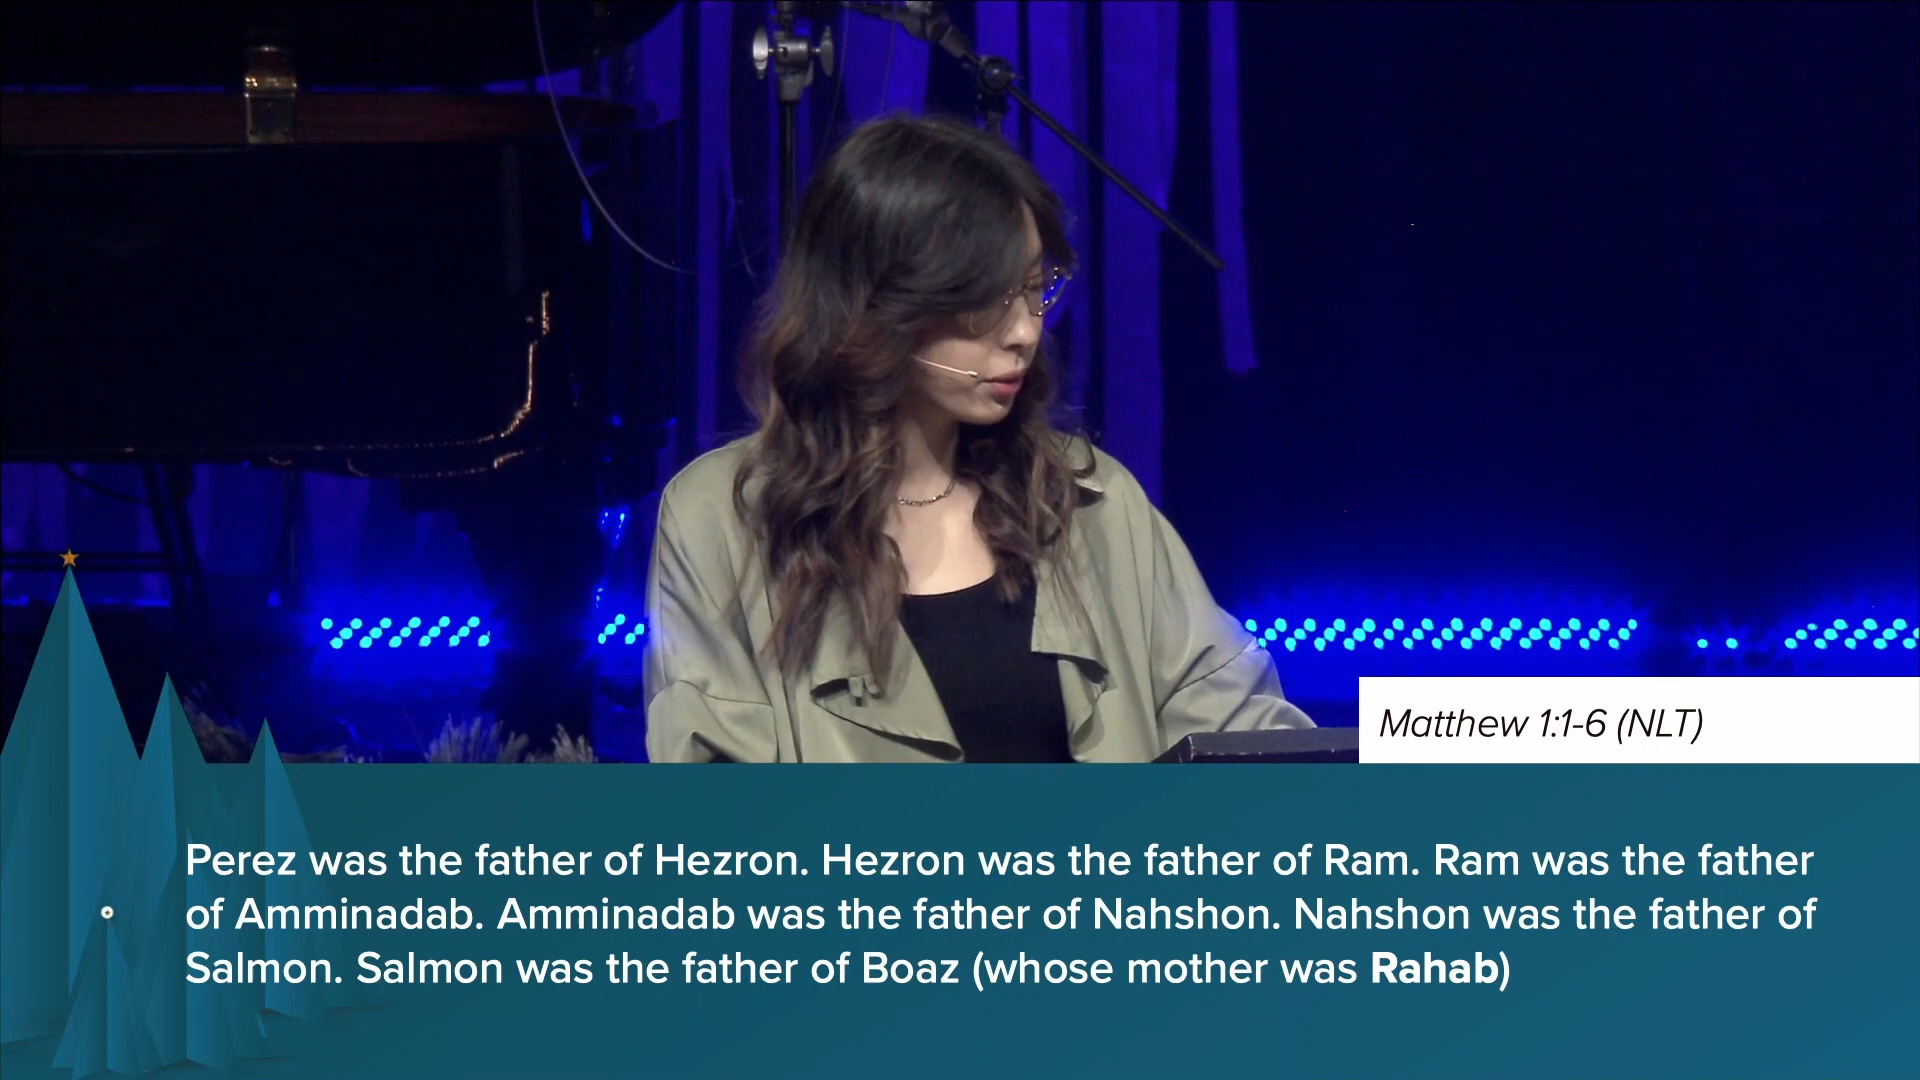 Matthew 1:1-6 (NLT)
Perez was the father of Hezron. Hezron was the father of Ram. Ram was the father
of Amminadab. Amminadab was the father of Nahshon. Nahshon was the father of
Salmon. Salmon was the father of Boaz (whose mother was Rahab)